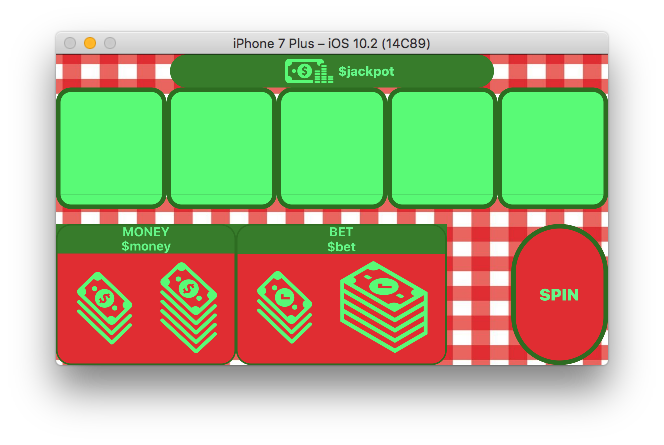 iPhone 7 Plus – iOS 10.2 (14C89)
$jackpot
MONEY
$money
BET
$bet
SPIN